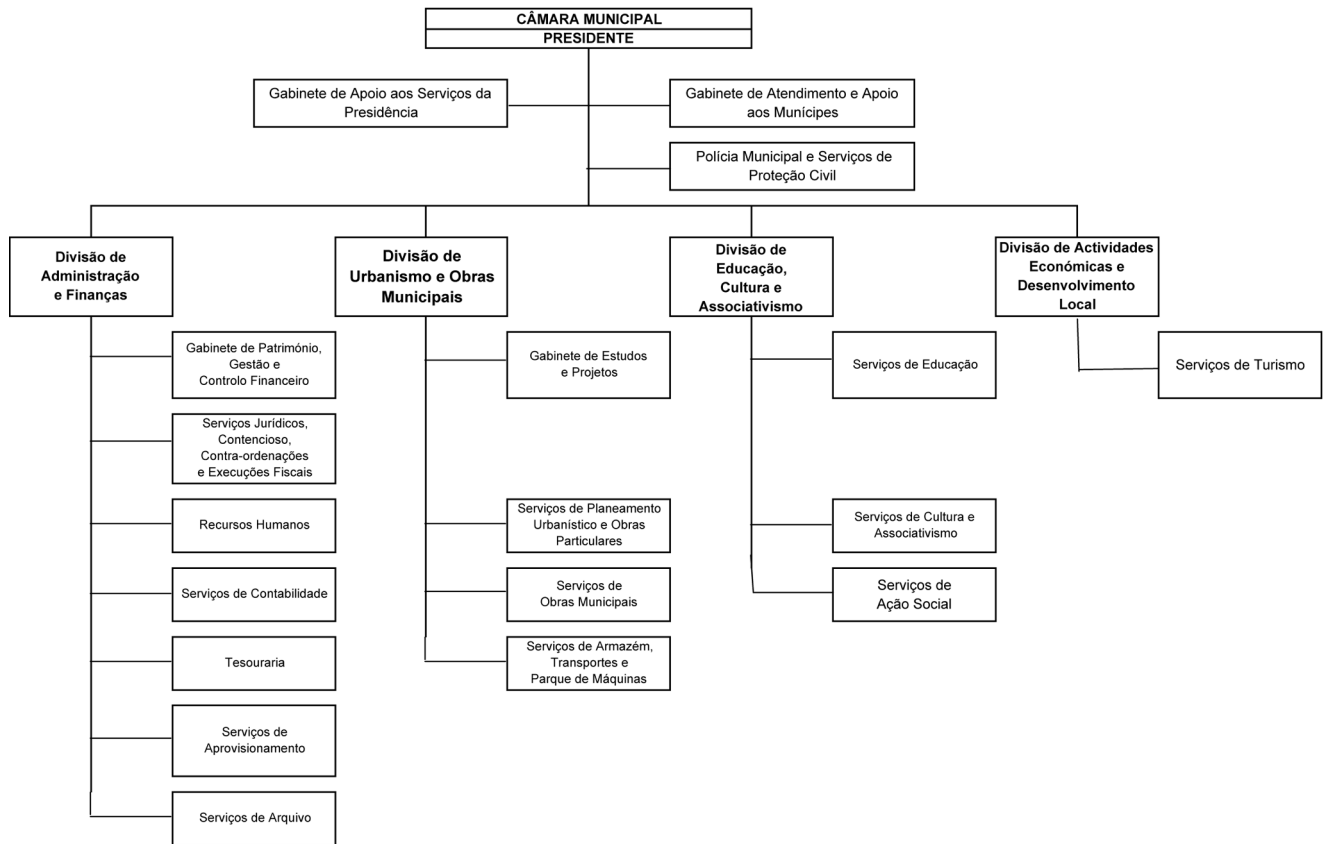 CÂMARA MUNICIPAL
PRESIDENTE
Gabinete de Apoio aos Serviços da
Presidência
Gabinete de Atendimento e Apoio
aos Munícipes
Polícia Municipal e Serviços de
Proteção Civil
Divisão de
Administração
e Finanças
Divisão de
Urbanismo e Obras
Municipais
Divisão de
Educação,
Cultura e
Associativismo
Divisão de Actividades
Económicas e
Desenvolvimento
Local
Gabinete de Património,
Gestão e
Controlo Financeiro
Serviços Jurídicos,
Contencioso,
Contra-ordenações
e Execuções Fiscais
Recursos Humanos
Serviços de Contabilidade
Tesouraria
Serviços de
Aprovisionamento
Serviços de Arquivo
Gabinete de Estudos
e Projetos
Serviços de Planeamento
Urbanístico e Obras
Particulares
Serviços de
Obras Municipais
Serviços de Armazém,
Transportes e
Parque de Máquinas
Serviços de Educação
Serviços de Cultura e
Associativismo
Serviços de
Ação Social
Serviços de Turismo